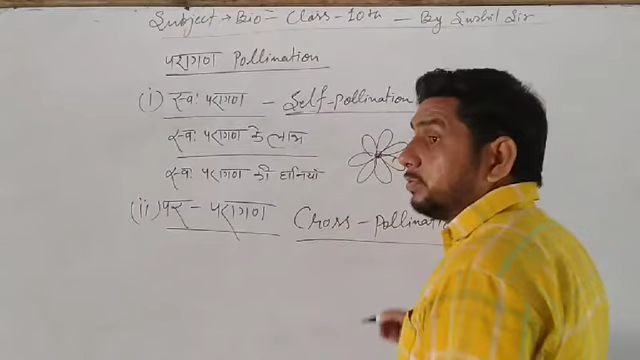 Subject → Bio = Class-10th — By Sushil Sir
परागण Pollination
(i) स्वः परागण – Self-pollination
स्वः परागण के लाभ
स्वः परागण की हानियां
(ii) पर - परागण Cross-pollination